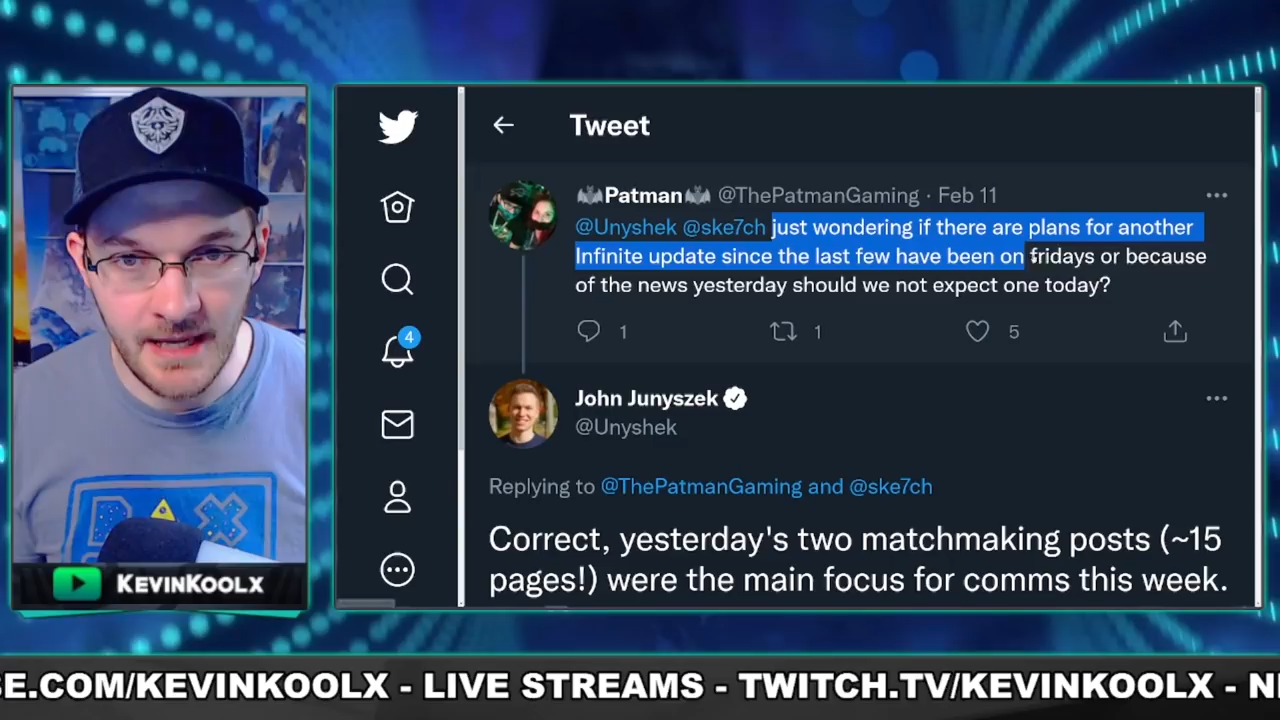 Tweet
Patman @ThePatmanGaming · Feb 11
@Unyshek @ske7ch just wondering if there are plans for another
Infinite update since the last few have been on fridays or because
of the news yesterday should we not expect one today?
1 1 5
4
John Junyszek
@Unyshek
Replying to @ThePatmanGaming and @ske7ch
Correct, yesterday's two matchmaking posts (~15
pages!) were the main focus for comms this week.
KEVINKOOLX
SE.COM/KEVINKOOLX - LIVE STREAMS - TWITCH.TV/KEVINKOOLX -